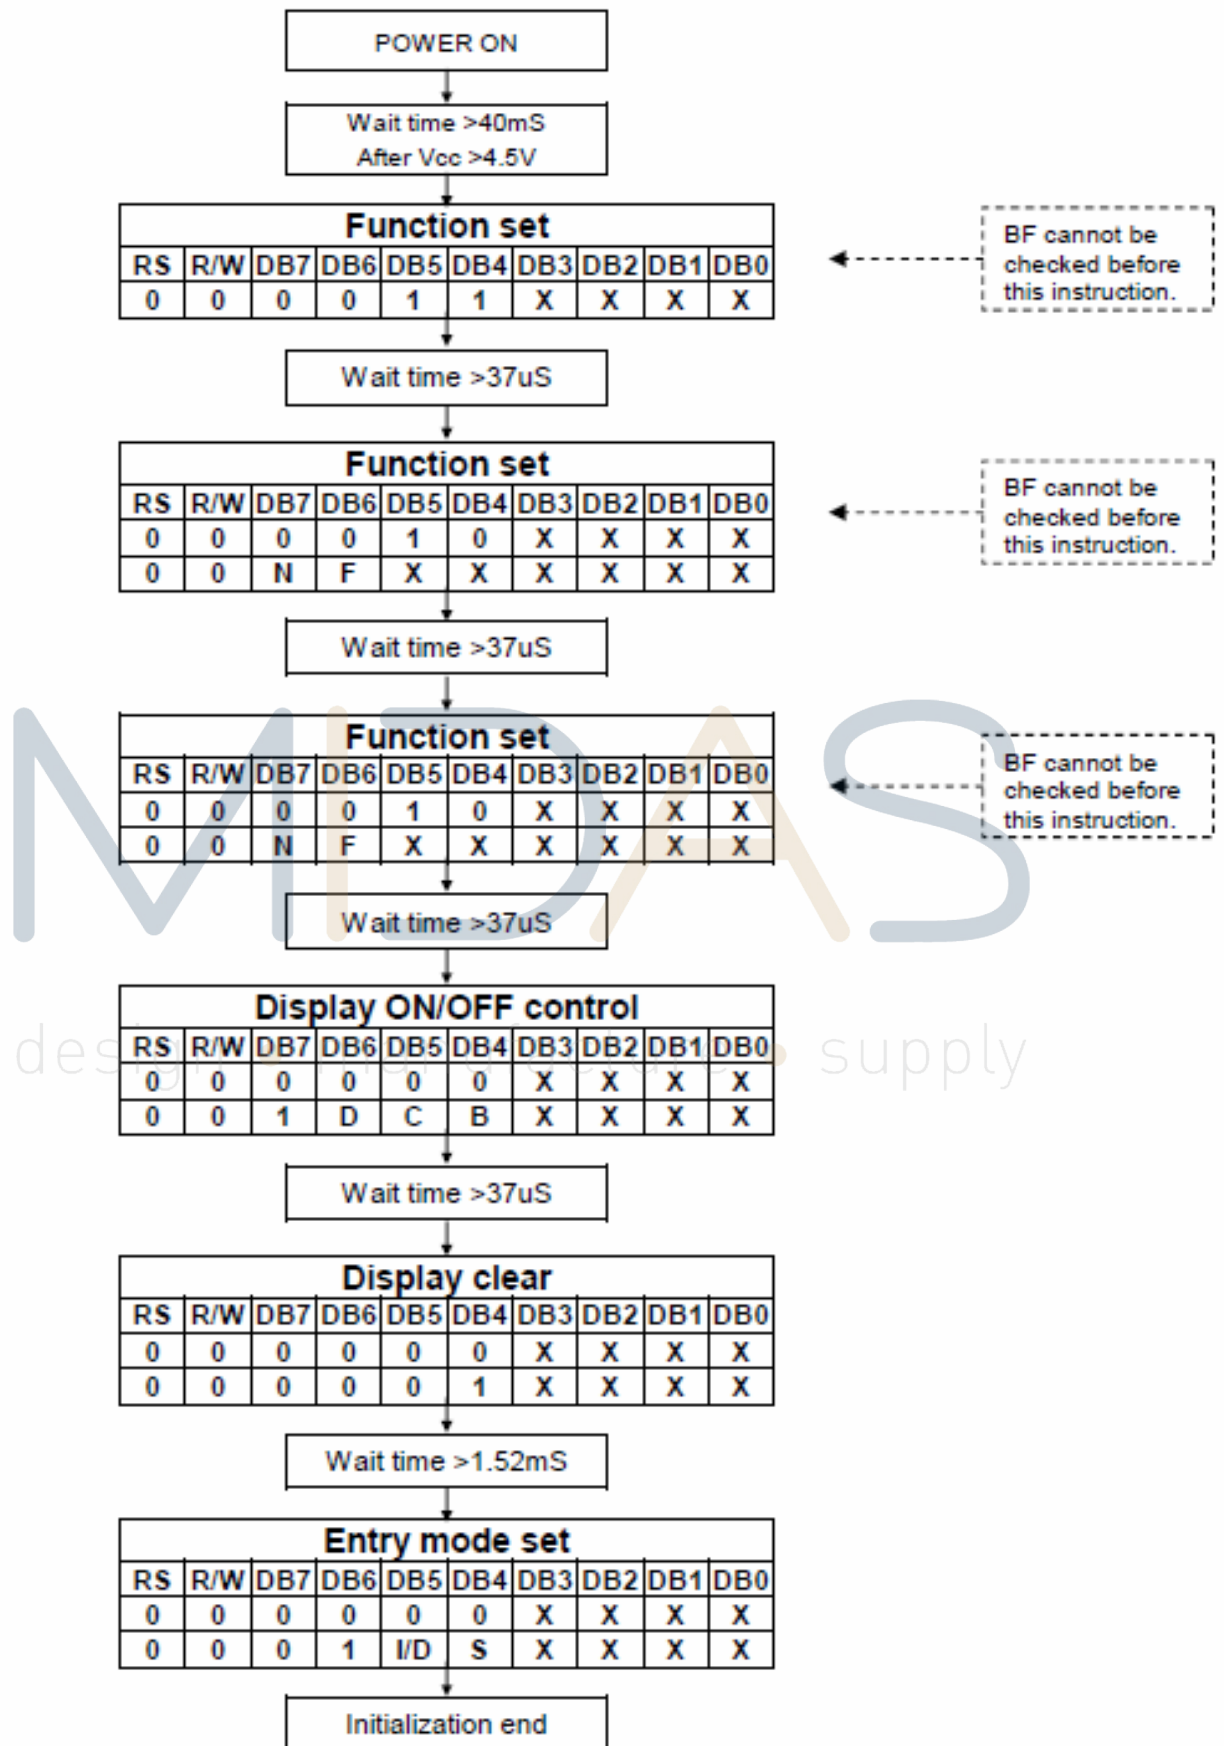 POWER ON
Wait time >40mS
After Vcc >4.5V
Function set
RS R/W DB7 DB6 DB5 DB4 DB3 DB2 DB1 DB0
0 0 0 0 1 1 X X X X
BF cannot be
checked before
this instruction.
Wait time >37uS
Function set
RS R/W DB7 DB6 DB5 DB4 DB3 DB2 DB1 DB0
0 0 0 0 1 0 X X X X
0 0 N F X X X X X X
BF cannot be
checked before
this instruction.
Wait time >37uS
Function set
RS R/W DB7 DB6 DB5 DB4 DB3 DB2 DB1 DB0
0 0 0 0 1 0 X X X X
0 0 N F X X X X X X
BF cannot be
checked before
this instruction.
MIDAS
Wait time >37uS
Display ON/OFF control
RS R/W DB7 DB6 DB5 DB4 DB3 DB2 DB1 DB0
design • manufacture • supply
0 0 0 0 0 0 X X X X
0 0 1 D C B X X X X
Wait time >37uS
Display clear
RS R/W DB7 DB6 DB5 DB4 DB3 DB2 DB1 DB0
0 0 0 0 0 0 X X X X
0 0 0 0 0 1 X X X X
Wait time >1.52mS
Entry mode set
RS R/W DB7 DB6 DB5 DB4 DB3 DB2 DB1 DB0
0 0 0 0 0 0 X X X X
0 0 0 1 I/D S X X X X
Initialization end